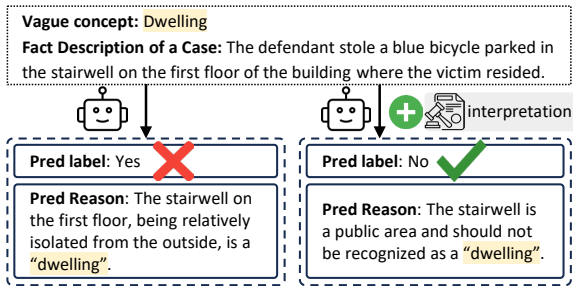 Vague concept: Dwelling
Fact Description of a Case: The defendant stole a blue bicycle parked in
the stairwell on the first floor of the building where the victim resided.
interpretation
Pred label: Yes
Pred Reason: The stairwell on
the first floor, being relatively
isolated from the outside, is a
“dwelling”.
Pred label: No
Pred Reason: The stairwell is
a public area and should not
be recognized as a “dwelling”.